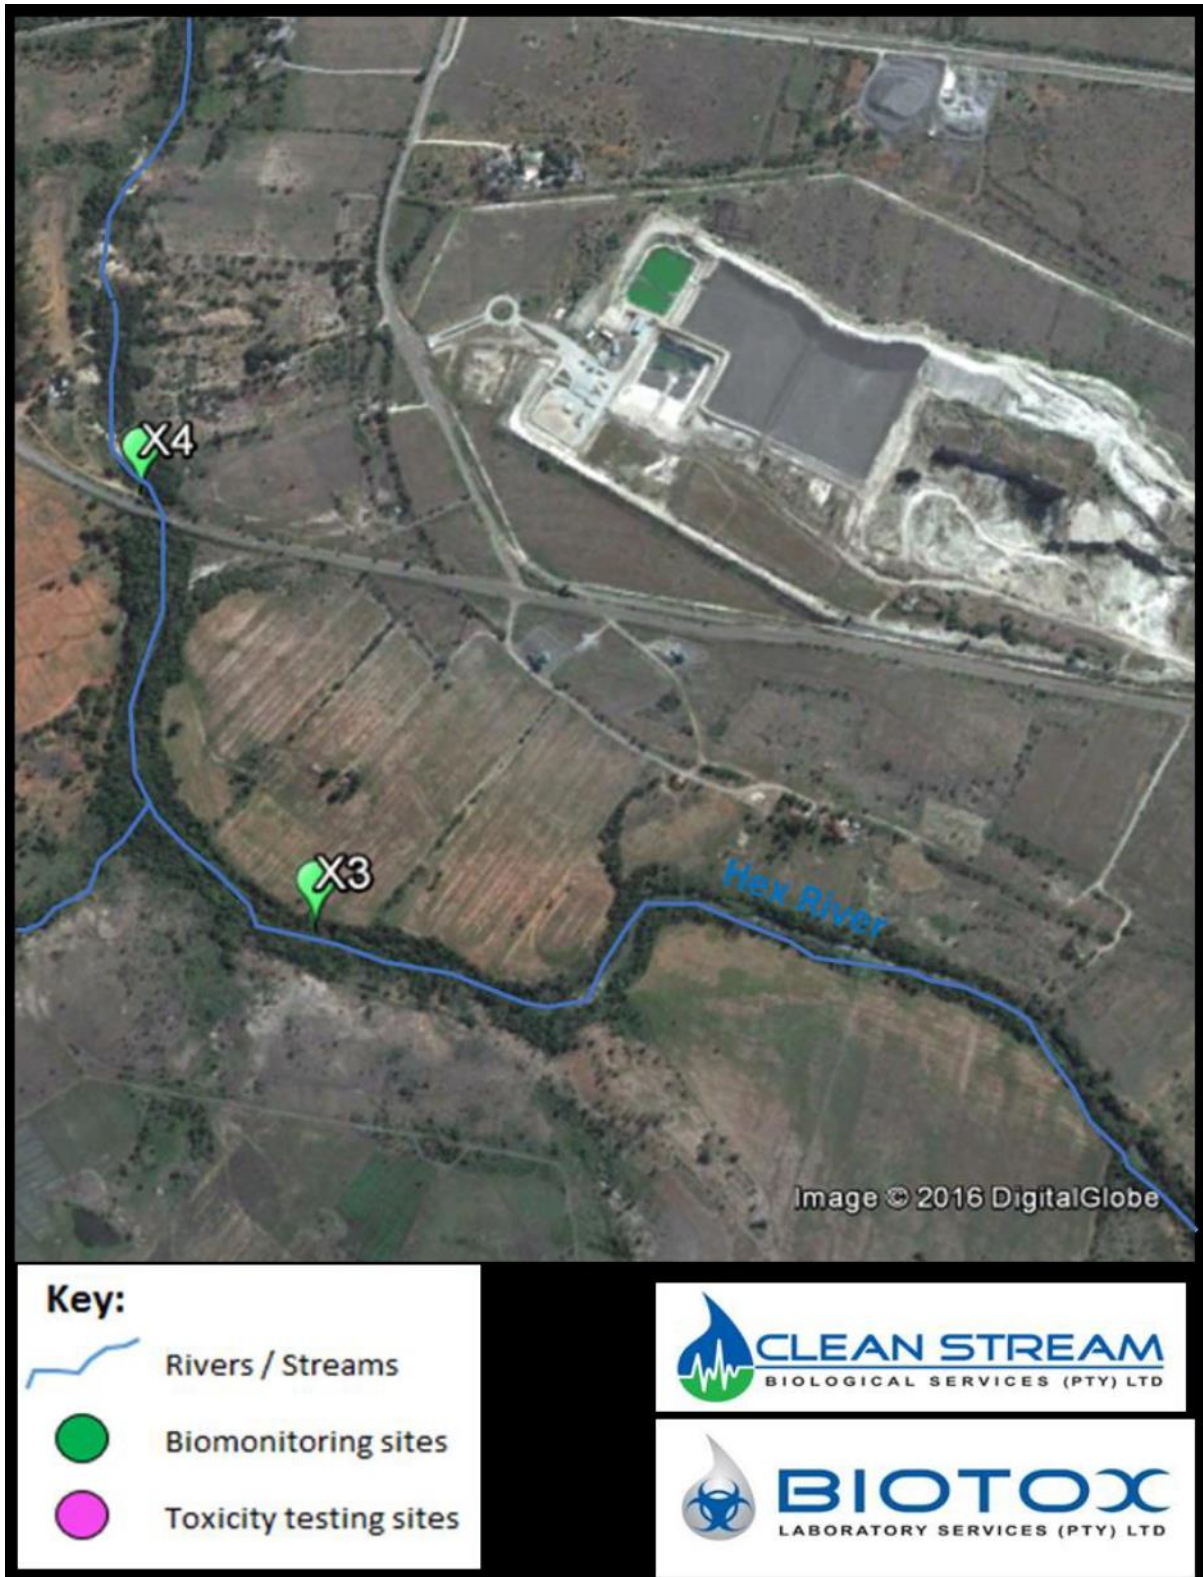 X4
X3
Hex River
Image © 2016 DigitalGlobe
Key:
Rivers / Streams
Biomonitoring sites
Toxicity testing sites
CLEAN STREAM
BIOLOGICAL SERVICES (PTY) LTD
BIOTOX
LABORATORY SERVICES (PTY) LTD